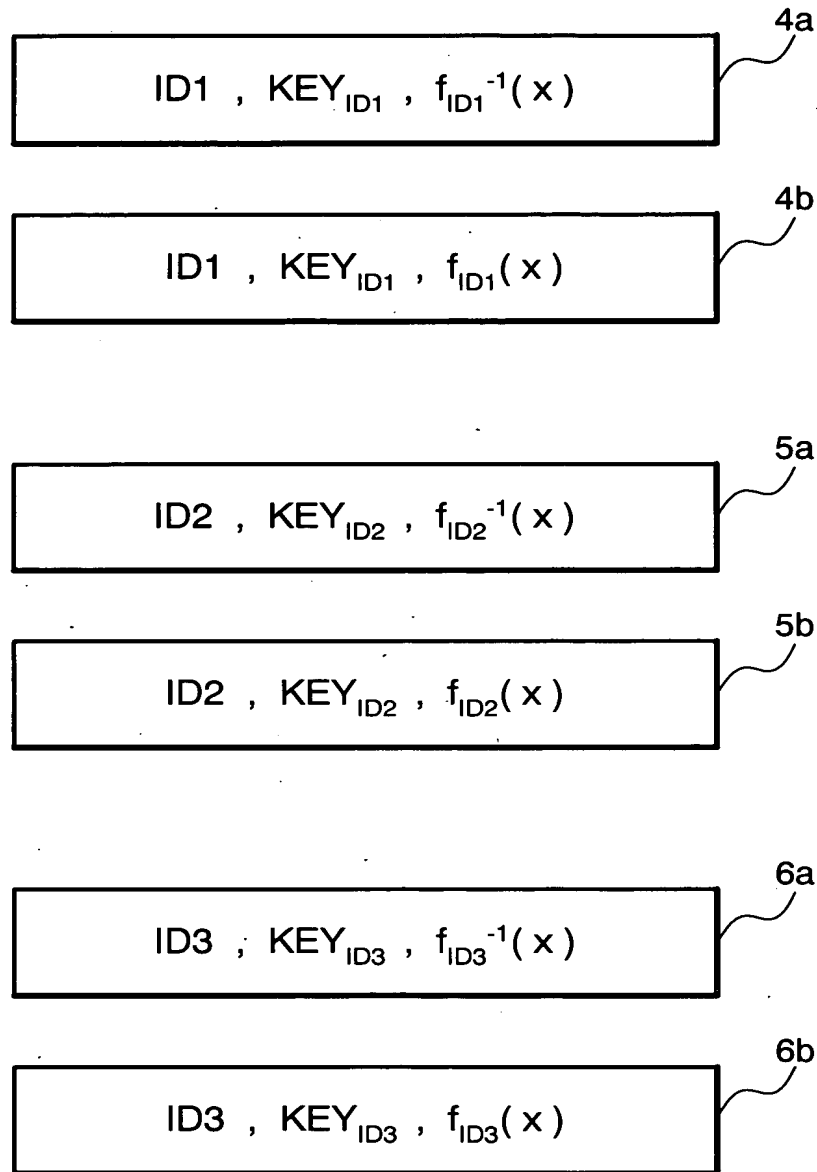 4a
ID1 , KEY_ID1 , f_ID1^-1(x)
4b
ID1 , KEY_ID1 , f_ID1(x)
5a
ID2 , KEY_ID2 , f_ID2^-1(x)
5b
ID2 , KEY_ID2 , f_ID2(x)
6a
ID3 , KEY_ID3 , f_ID3^-1(x)
6b
ID3 , KEY_ID3 , f_ID3(x)